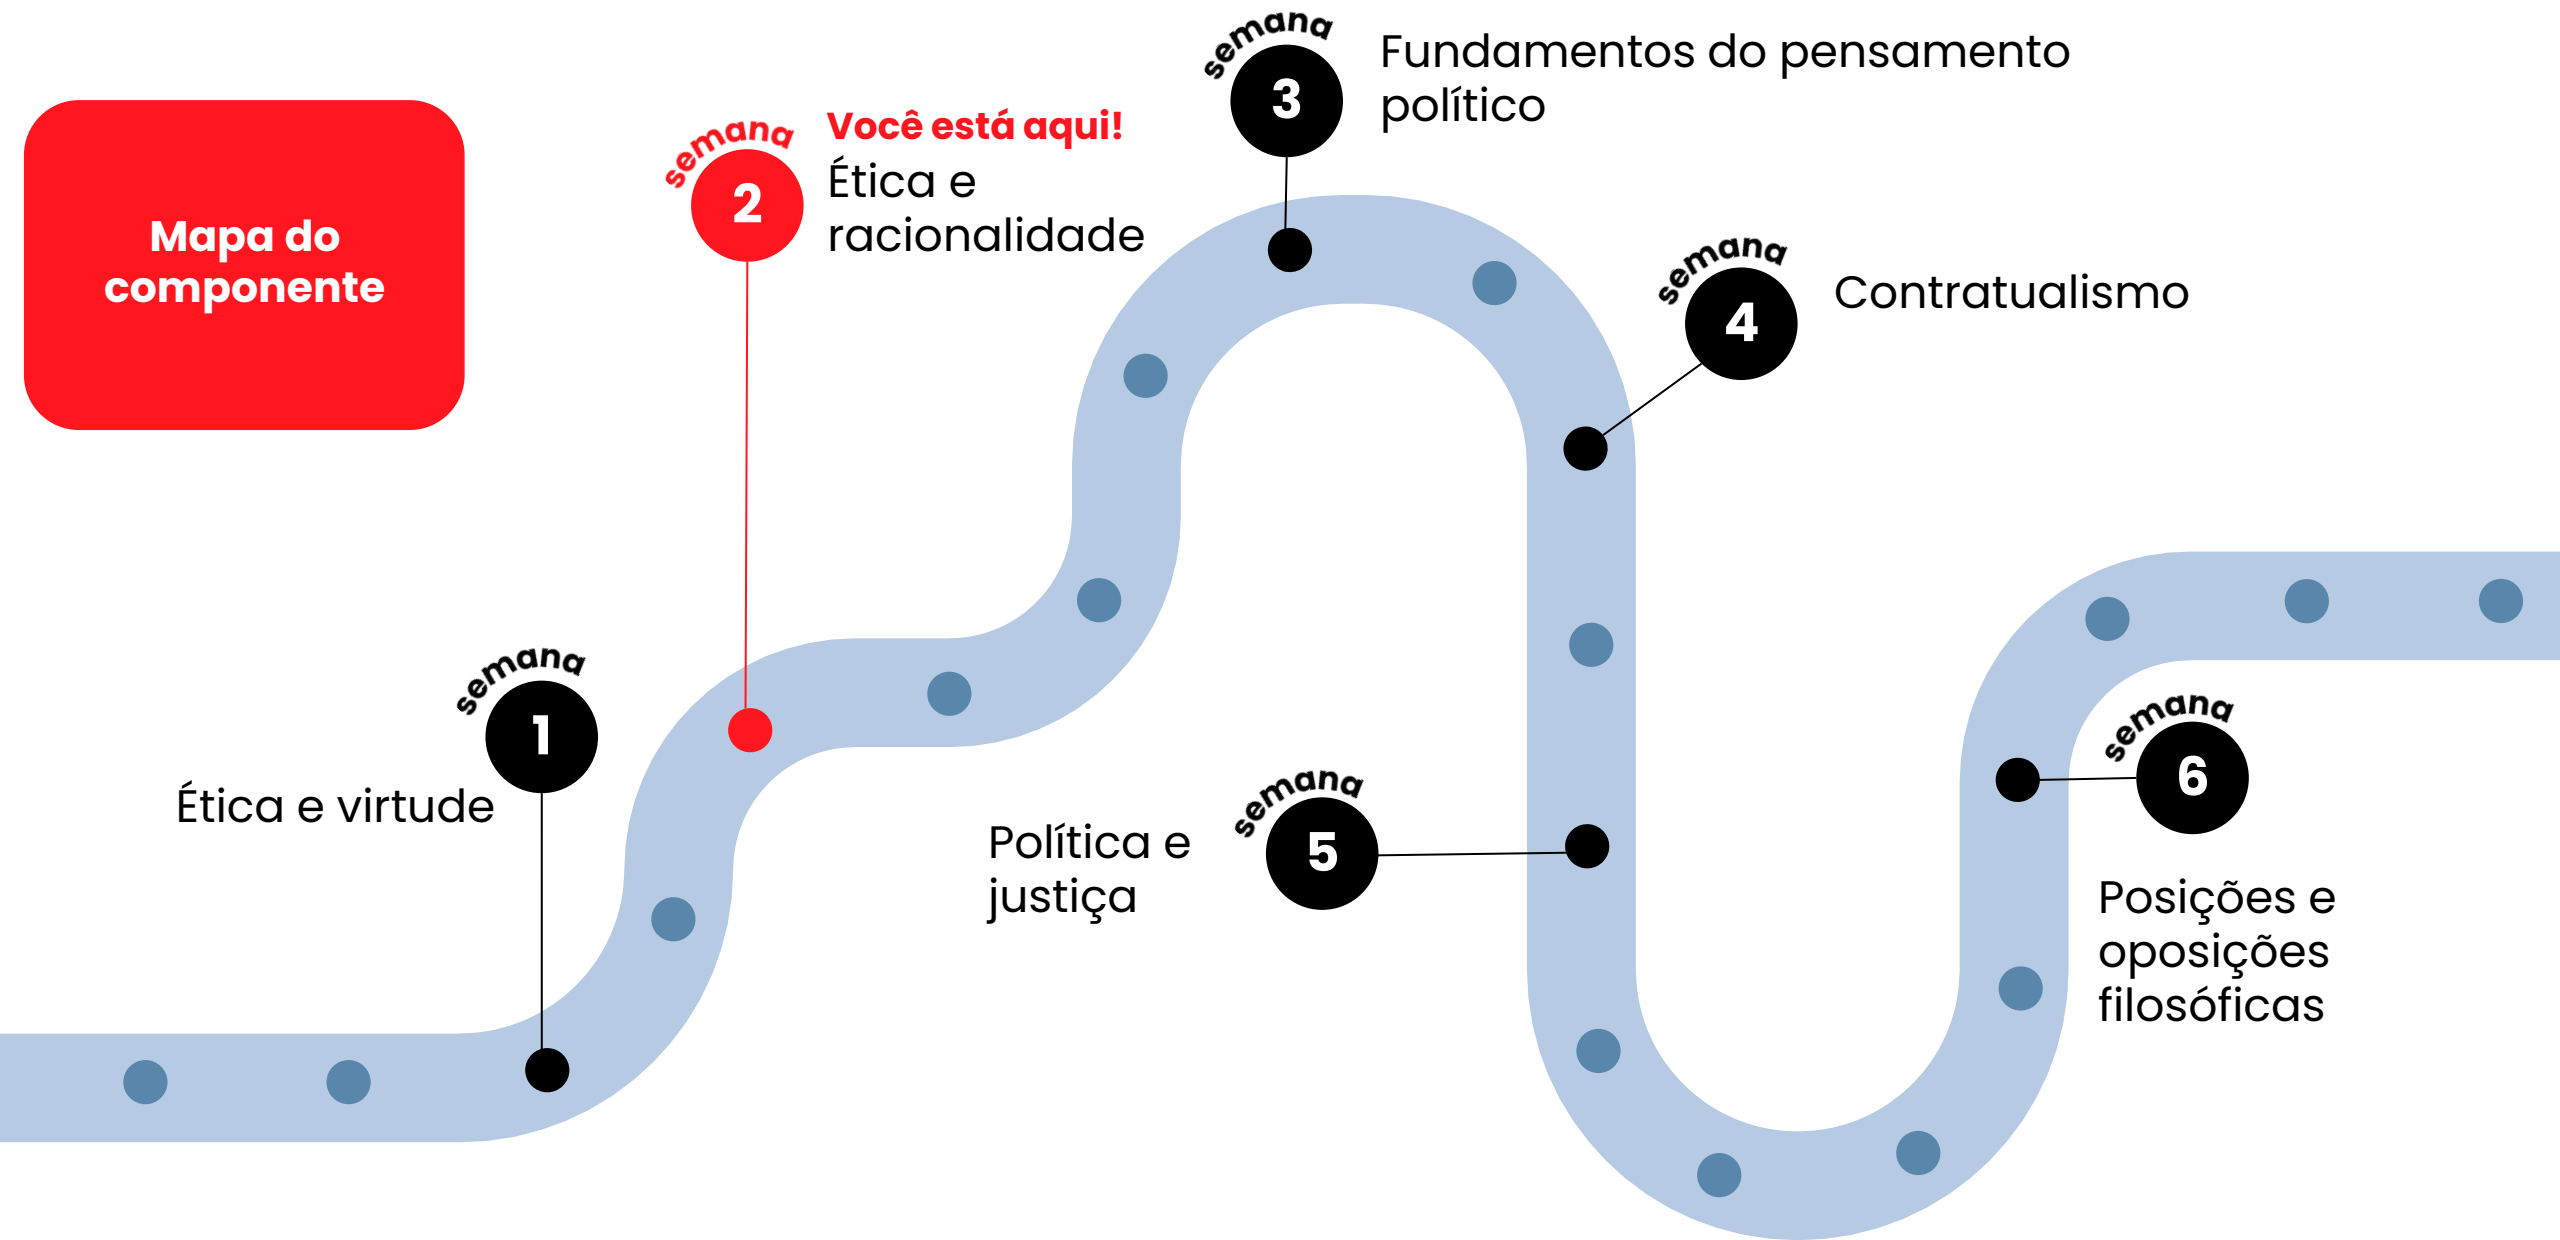 Mapa do
componente
semana
1
Ética e virtude
semana
2
Você está aqui!
Ética e
racionalidade
semana
3
Fundamentos do pensamento
político
semana
4
Contratualismo
semana
5
Política e
justiça
semana
6
Posições e
oposições
filosóficas